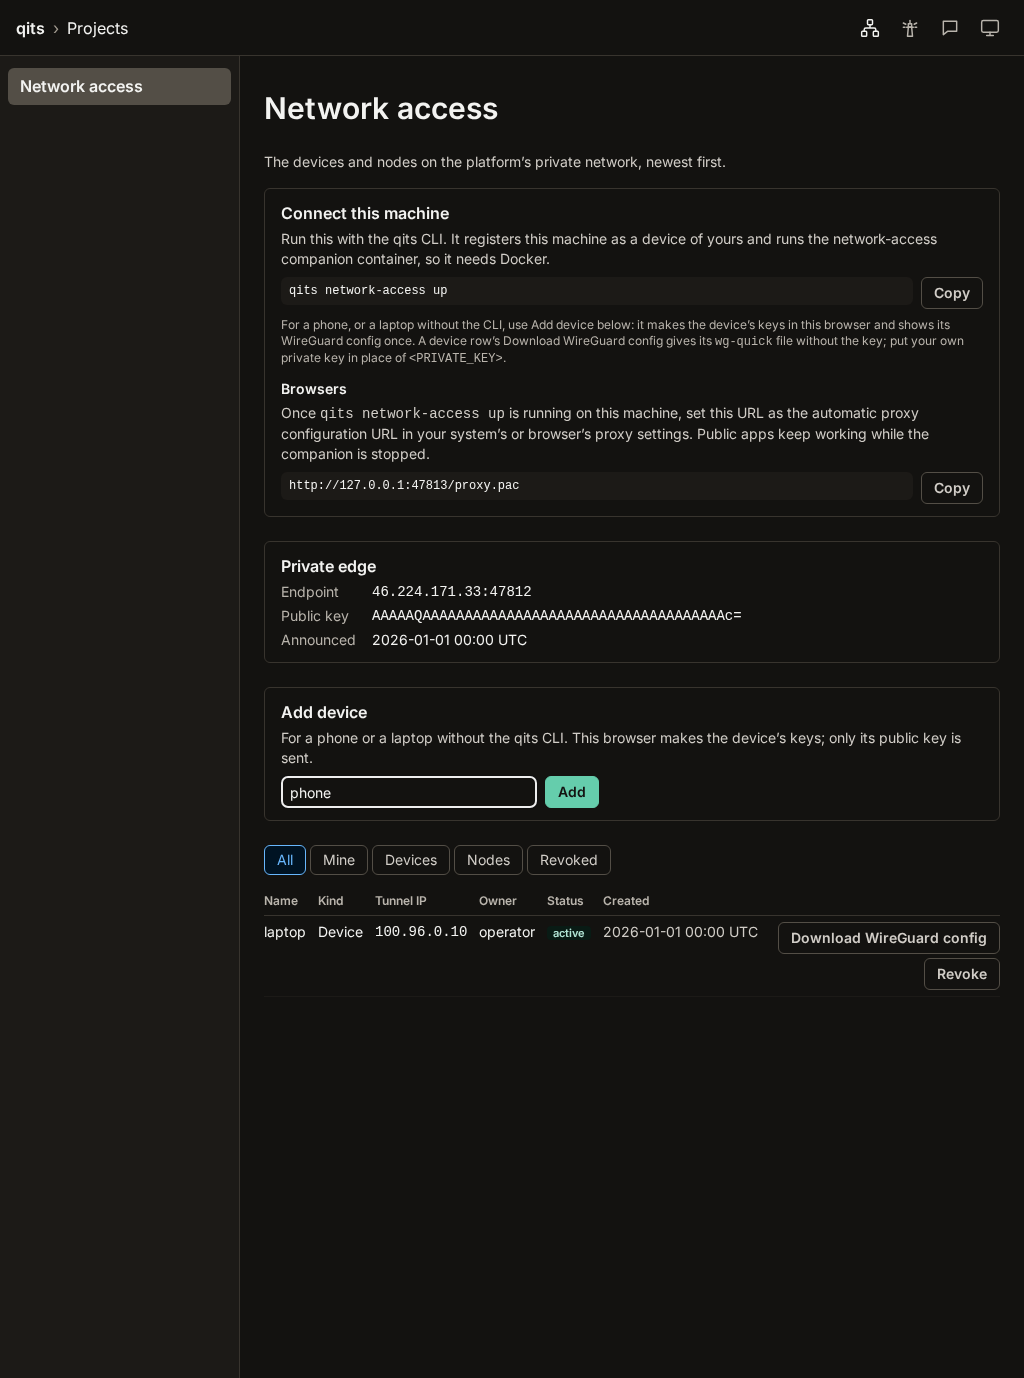 qits › Projects
Network access
Network access
The devices and nodes on the platform’s private network, newest first.
Connect this machine
Run this with the qits CLI. It registers this machine as a device of yours and runs the network-access
companion container, so it needs Docker.
qits network-access up
Copy
For a phone, or a laptop without the CLI, use Add device below: it makes the device’s keys in this browser and shows its
WireGuard config once. A device row’s Download WireGuard config gives its wg-quick file without the key; put your own
private key in place of <PRIVATE_KEY>.
Browsers
Once qits network-access up is running on this machine, set this URL as the automatic proxy
configuration URL in your system’s or browser’s proxy settings. Public apps keep working while the
companion is stopped.
http://127.0.0.1:47813/proxy.pac
Copy
Private edge
Endpoint 46.224.171.33:47812
Public key AAAAAQAAAAAAAAAAAAAAAAAAAAAAAAAAAAAAAAAAAAc=
Announced 2026-01-01 00:00 UTC
Add device
For a phone or a laptop without the qits CLI. This browser makes the device’s keys; only its public key is
sent.
phone
Add
All Mine Devices Nodes Revoked
Name Kind Tunnel IP Owner Status Created
laptop Device 100.96.0.10 operator active 2026-01-01 00:00 UTC Download WireGuard config
Revoke